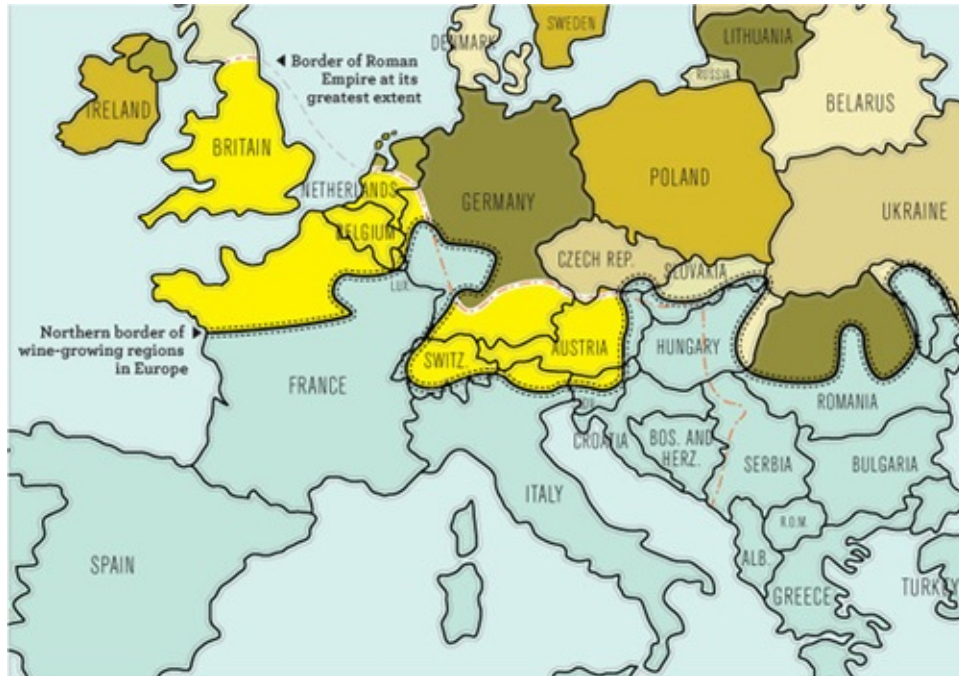 SWEDEN
DENMARK
LITHUANIA
RUSSIA
◄ Border of Roman
Empire at its
greatest extent
IRELAND
BELARUS
BRITAIN
NETHERLANDS
GERMANY
POLAND
UKRAINE
BELGIUM
CZECH REP.
SLOVAKIA
LUX.
Northern border of ►
wine-growing regions
in Europe
SWITZ.
AUSTRIA
HUNGARY
FRANCE
ROMANIA
CROATIA
BOS. AND
HERZ.
SERBIA
BULGARIA
ITALY
R.O.M.
SPAIN
ALB.
GREECE
TURKEY